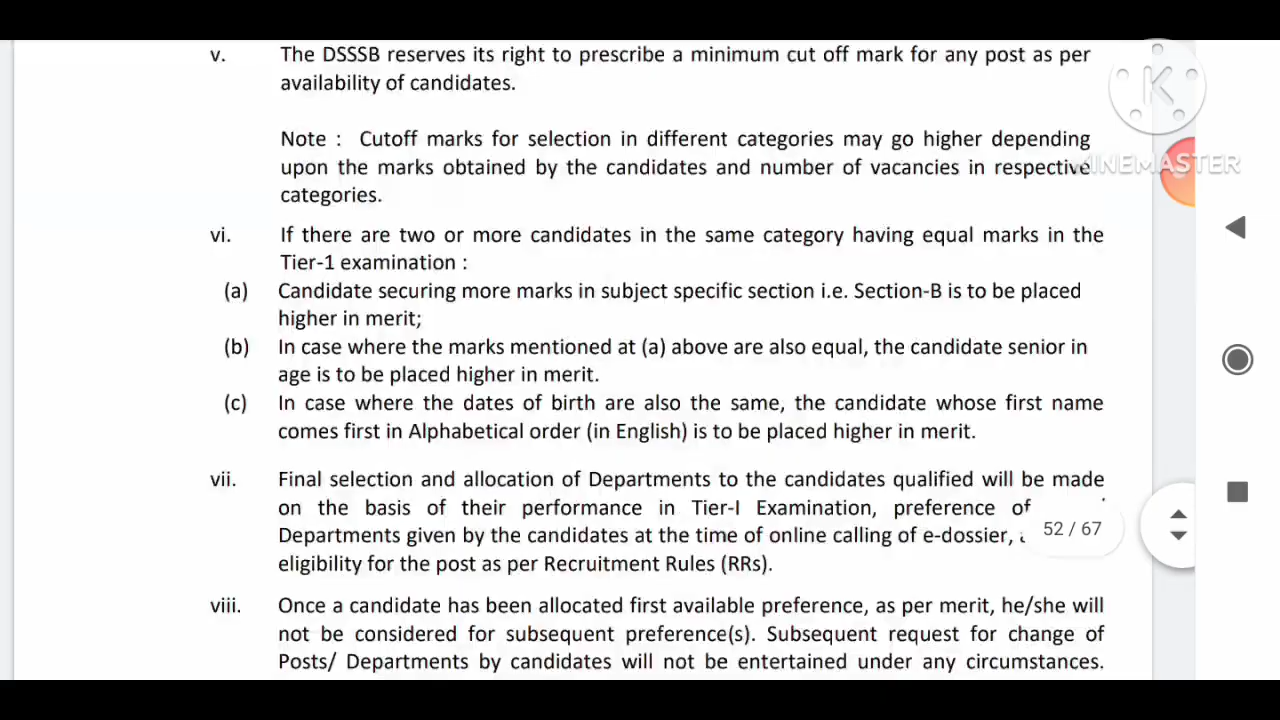 v. The DSSSB reserves its right to prescribe a minimum cut off mark for any post as per
availability of candidates.
Note : Cutoff marks for selection in different categories may go higher depending
upon the marks obtained by the candidates and number of vacancies in respective
categories.
vi. If there are two or more candidates in the same category having equal marks in the
Tier-1 examination :
(a) Candidate securing more marks in subject specific section i.e. Section-B is to be placed
higher in merit;
(b) In case where the marks mentioned at (a) above are also equal, the candidate senior in
age is to be placed higher in merit.
(c) In case where the dates of birth are also the same, the candidate whose first name
comes first in Alphabetical order (in English) is to be placed higher in merit.
vii. Final selection and allocation of Departments to the candidates qualified will be made
on the basis of their performance in Tier-I Examination, preference of
Departments given by the candidates at the time of online calling of e-dossier,
eligibility for the post as per Recruitment Rules (RRs).
viii. Once a candidate has been allocated first available preference, as per merit, he/she will
not be considered for subsequent preference(s). Subsequent request for change of
Posts/ Departments by candidates will not be entertained under any circumstances.
K
KINEMASTER
52 / 67